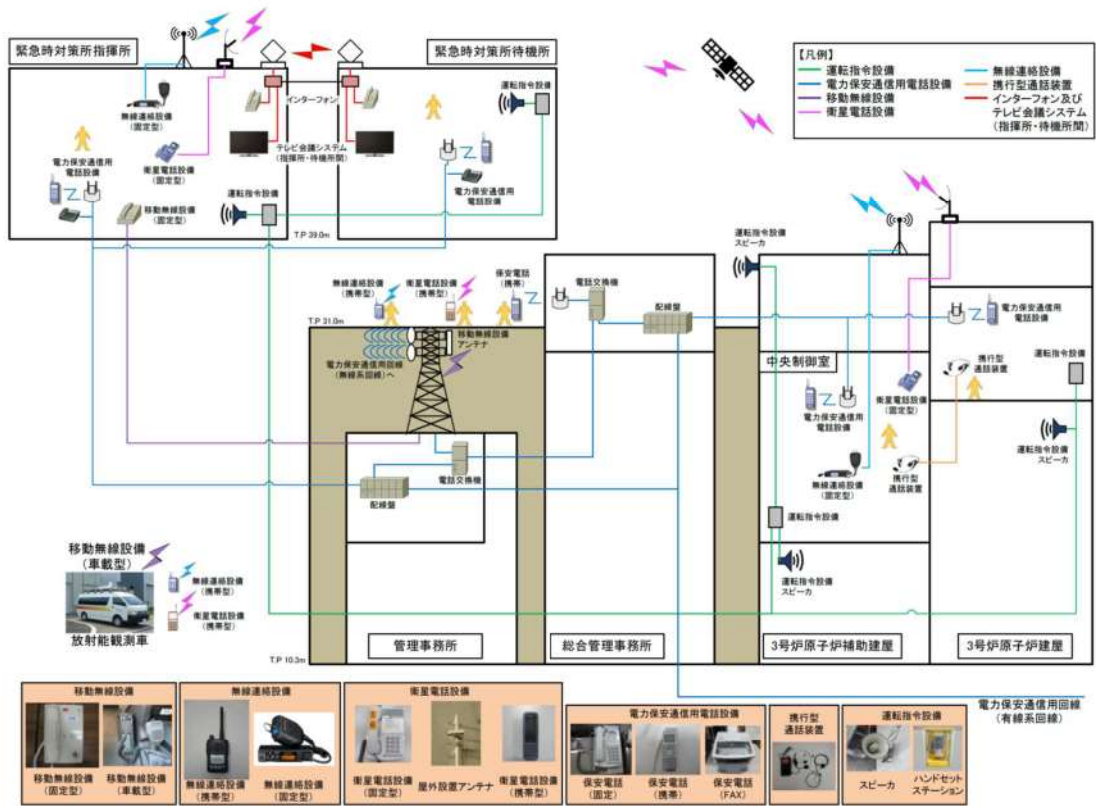 緊急時対策所指揮所
緊急時対策所待機所
【凡例】
運転指令設備
電力保安通信用電話設備
移動無線設備
衛星電話設備
無線連絡設備
携行型通話装置
インターフォン及び
テレビ会議システム
(指揮所・待機所間)
無線連絡設備
(固定型)
インターフォン
運転指令設備
電力保安通信用
電話設備
衛星電話設備
(固定型)
テレビ会議システム
(指揮所・待機所間)
運転指令設備
移動無線設備
(固定型)
電力保安通信用
電話設備
T.P 39.0m
無線連絡設備
(携帯型)
衛星電話設備
(携帯型)
保安電話
(携帯)
T.P 31.0m
移動無線設備
アンテナ
電力保安通信用回線
(無線系回線)へ
電話交換機
配線盤
電話交換機
配線盤
運転指令設備
スピーカ
中央制御室
電力保安通信用
電話設備
衛星電話設備
(固定型)
無線連絡設備
(固定型)
携行型
通話装置
電力保安通信用
電話設備
携行型
通話装置
運転指令設備
運転指令設備
スピーカ
運転指令設備
運転指令設備
スピーカ
移動無線設備
(車載型)
無線連絡設備
(携帯型)
衛星電話設備
(携帯型)
放射能観測車
T.P 10.3m
管理事務所
総合管理事務所
3号炉原子炉補助建屋
3号炉原子炉建屋
電力保安通信用回線
(有線系回線)
移動無線設備
移動無線設備
(固定型)
移動無線設備
(車載型)
無線連絡設備
無線連絡設備
(携帯型)
無線連絡設備
(固定型)
衛星電話設備
衛星電話設備
(固定型)
屋外設置アンテナ
衛星電話設備
(携帯型)
電力保安通信用電話設備
保安電話
(固定)
保安電話
(携帯)
保安電話
(FAX)
携行型
通話装置
運転指令設備
スピーカ
ハンドセット
ステーション